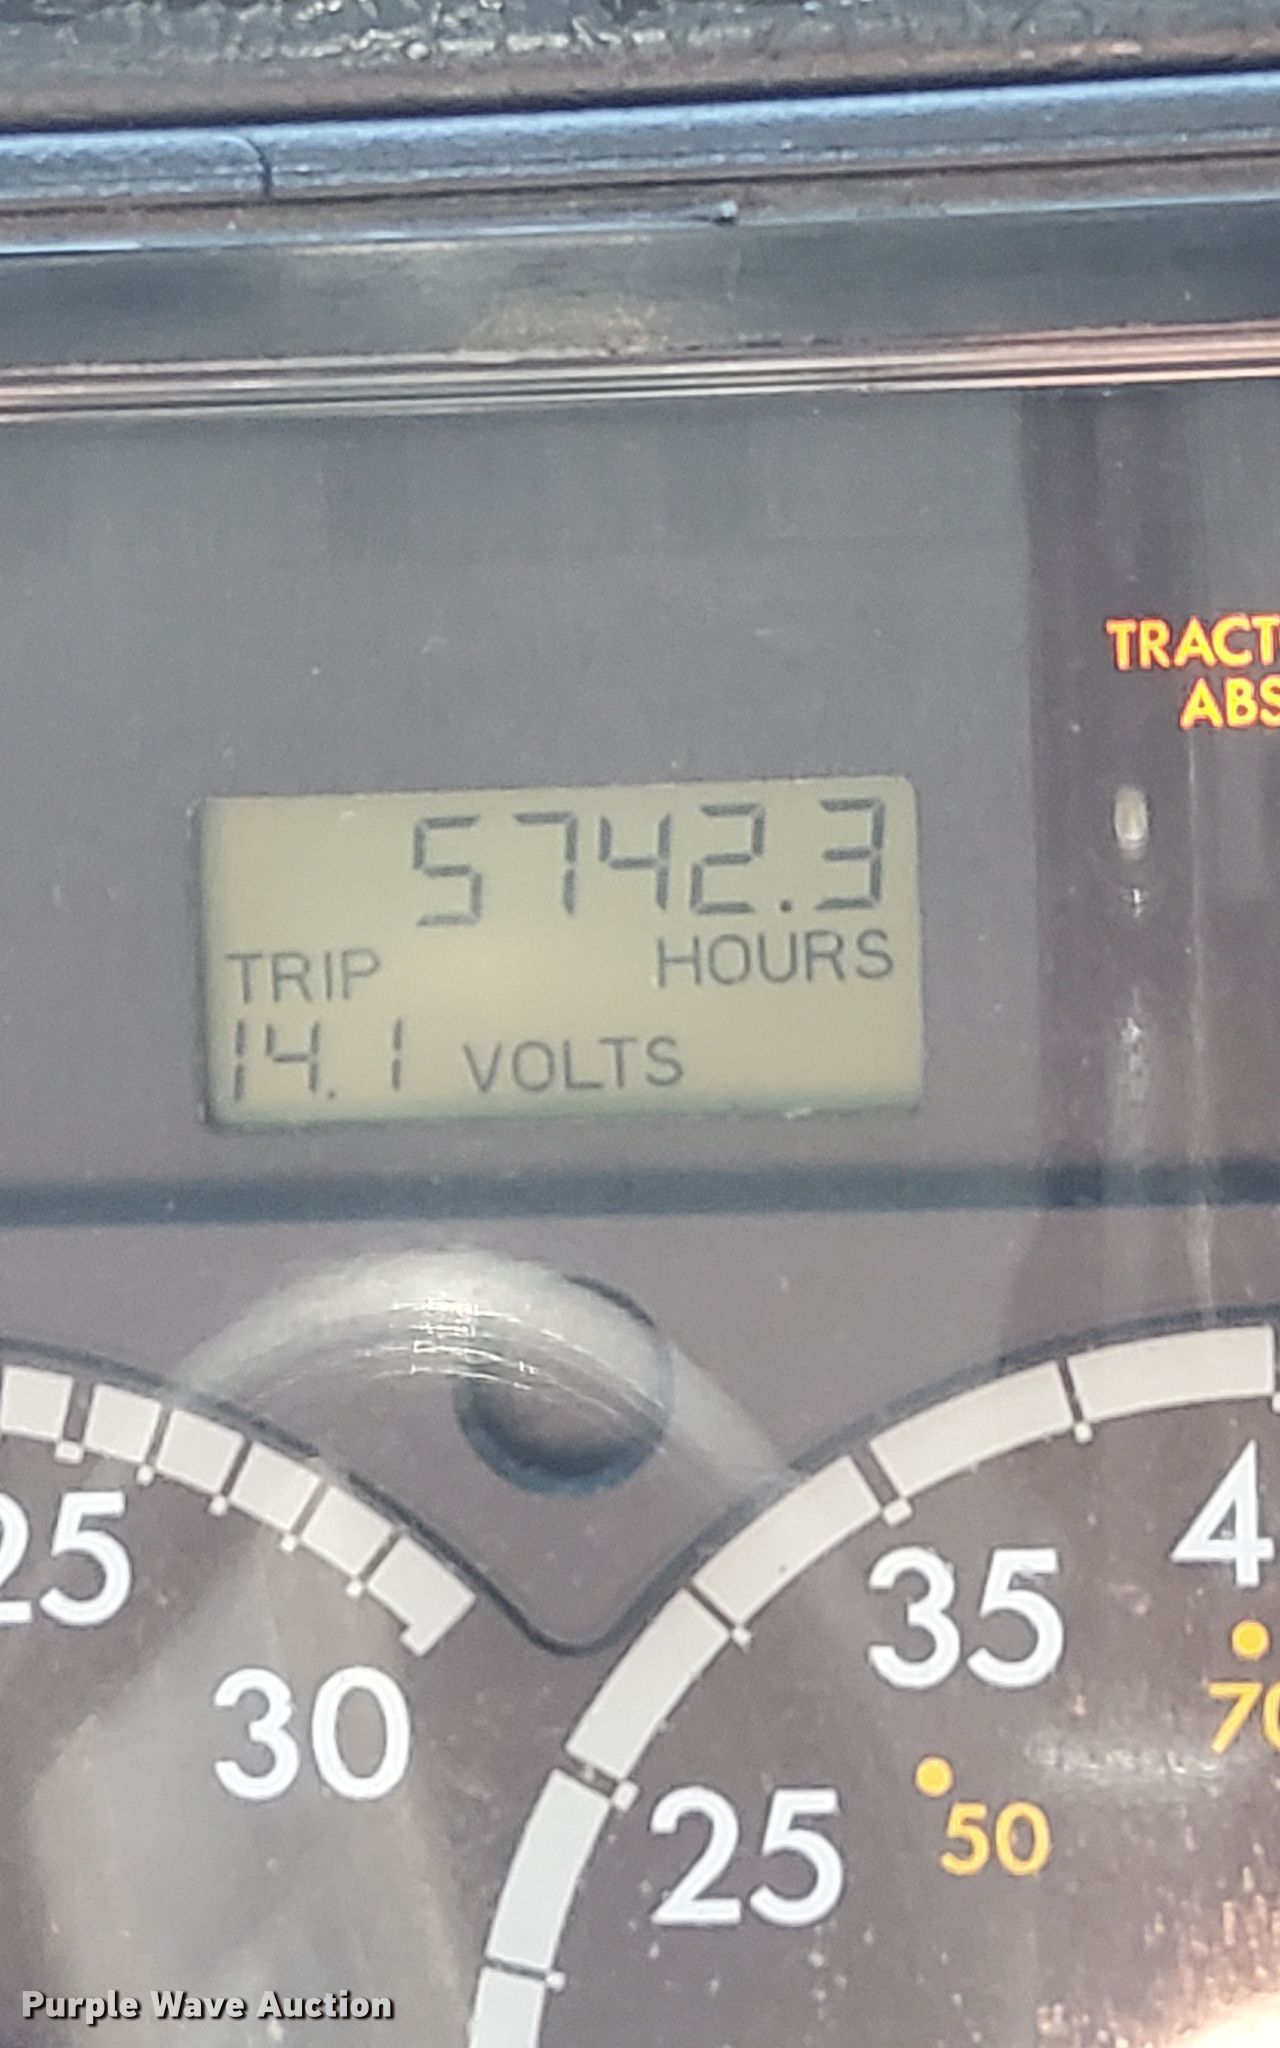 TRACT
ABS
5742.3
TRIP HOURS
14.1 VOLTS
25
30
25
35
4
50
70
Purple Wave Auction